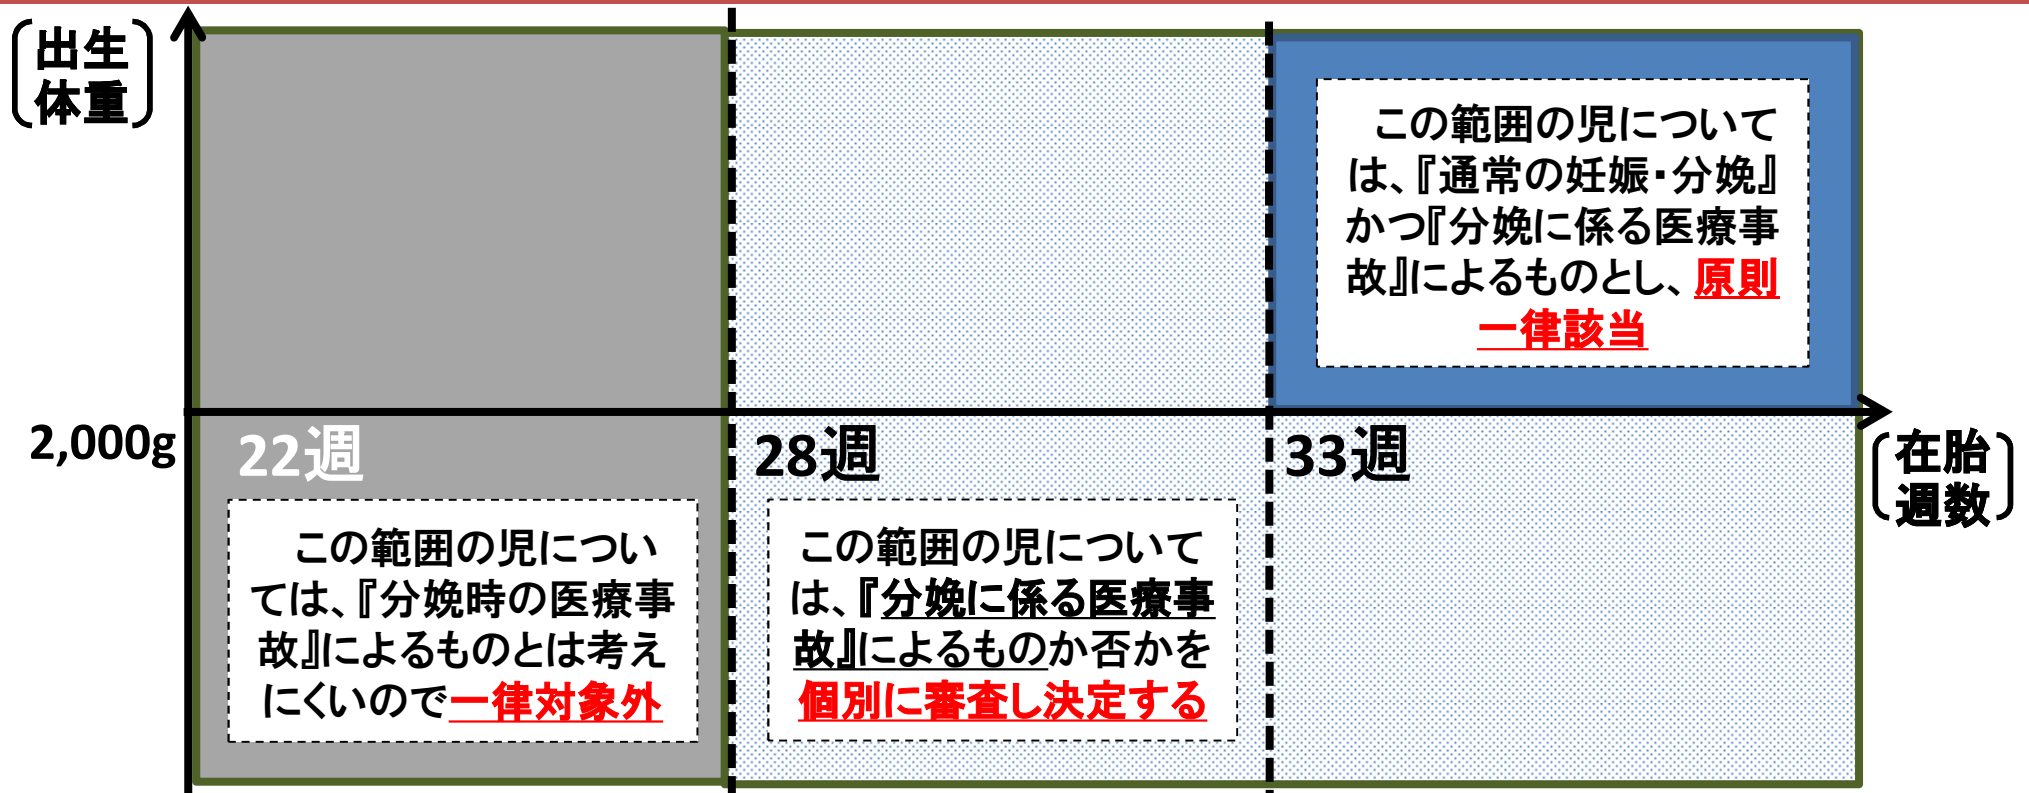 出生
体重
この範囲の児について
は、『通常の妊娠・分娩』
かつ『分娩に係る医療事
故』によるものとし、原則
一律該当
2,000g
22週
28週
33週
在胎
週数
この範囲の児につい
ては、『分娩時の医療事
故』によるものとは考え
にくいので一律対象外
この範囲の児について
は、『分娩に係る医療事
故』によるものか否かを
個別に審査し決定する